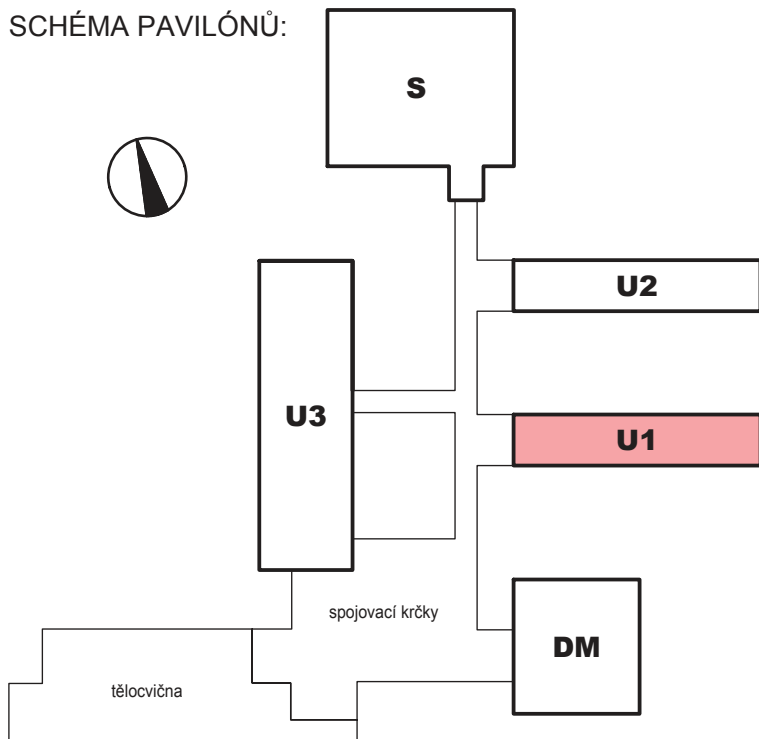 SCHÉMA PAVILÓNŮ:
S
U2
U3
U1
spojovací krčky
DM
tělocvična